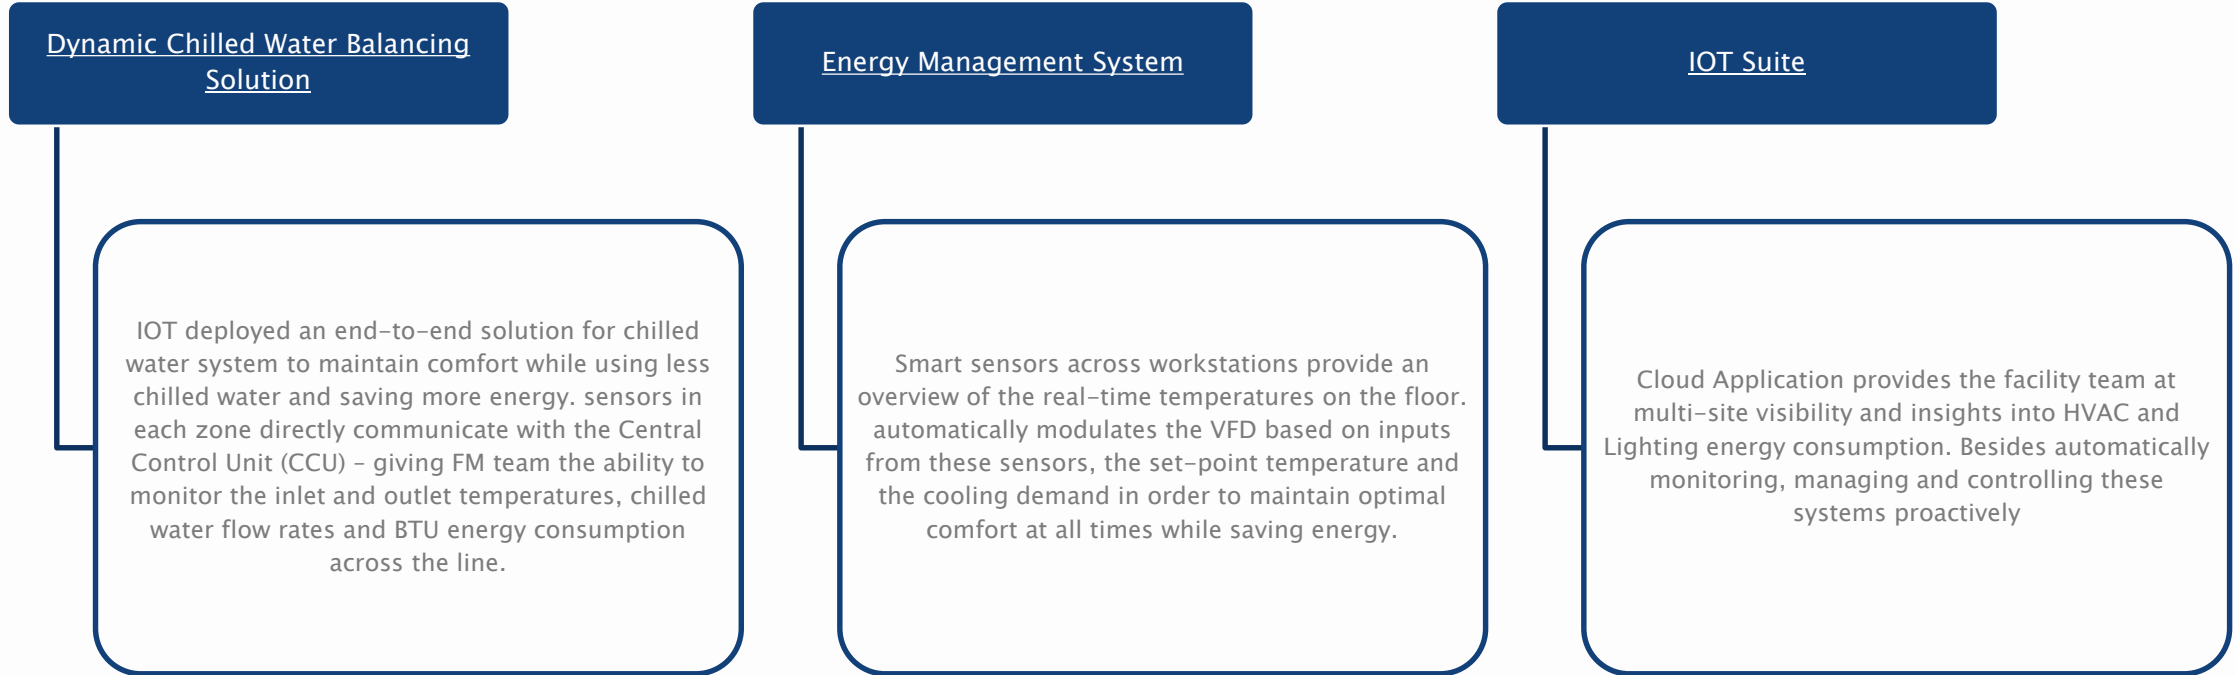 Dynamic Chilled Water Balancing
Solution
IOT deployed an end-to-end solution for chilled
water system to maintain comfort while using less
chilled water and saving more energy. sensors in
each zone directly communicate with the Central
Control Unit (CCU) – giving FM team the ability to
monitor the inlet and outlet temperatures, chilled
water flow rates and BTU energy consumption
across the line.
Energy Management System
Smart sensors across workstations provide an
overview of the real-time temperatures on the floor.
automatically modulates the VFD based on inputs
from these sensors, the set-point temperature and
the cooling demand in order to maintain optimal
comfort at all times while saving energy.
IOT Suite
Cloud Application provides the facility team at
multi-site visibility and insights into HVAC and
Lighting energy consumption. Besides automatically
monitoring, managing and controlling these
systems proactively